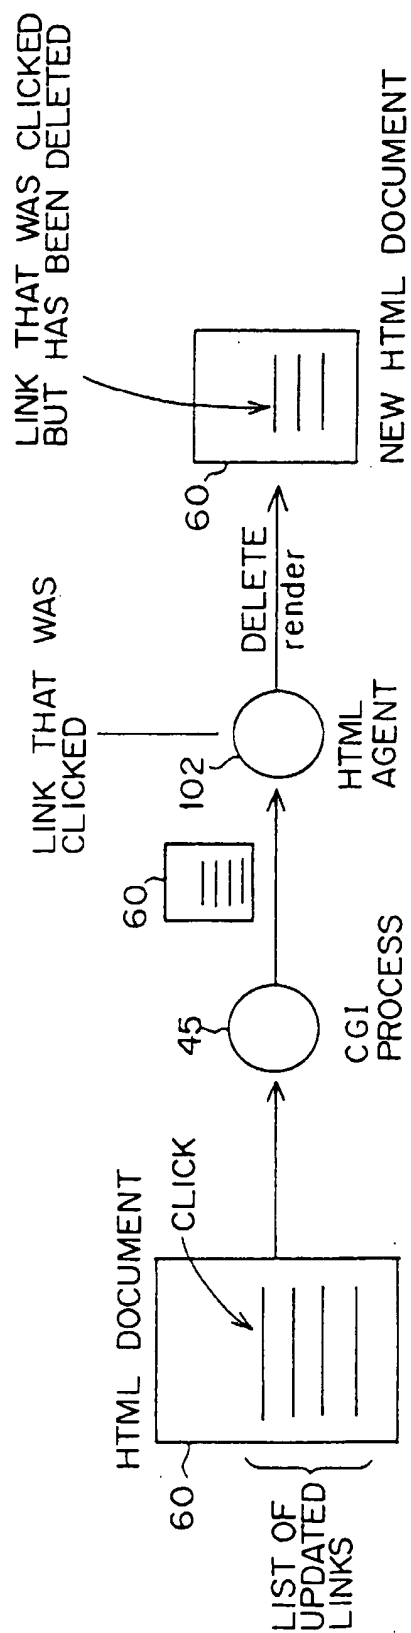 HTML DOCUMENT
60
CLICK
LIST OF
UPDATED
LINKS
45
CGI
PROCESS
60
LINK THAT WAS
CLICKED
102
HTML
AGENT
DELETE
render
LINK THAT WAS CLICKED
BUT HAS BEEN DELETED
60
NEW HTML DOCUMENT